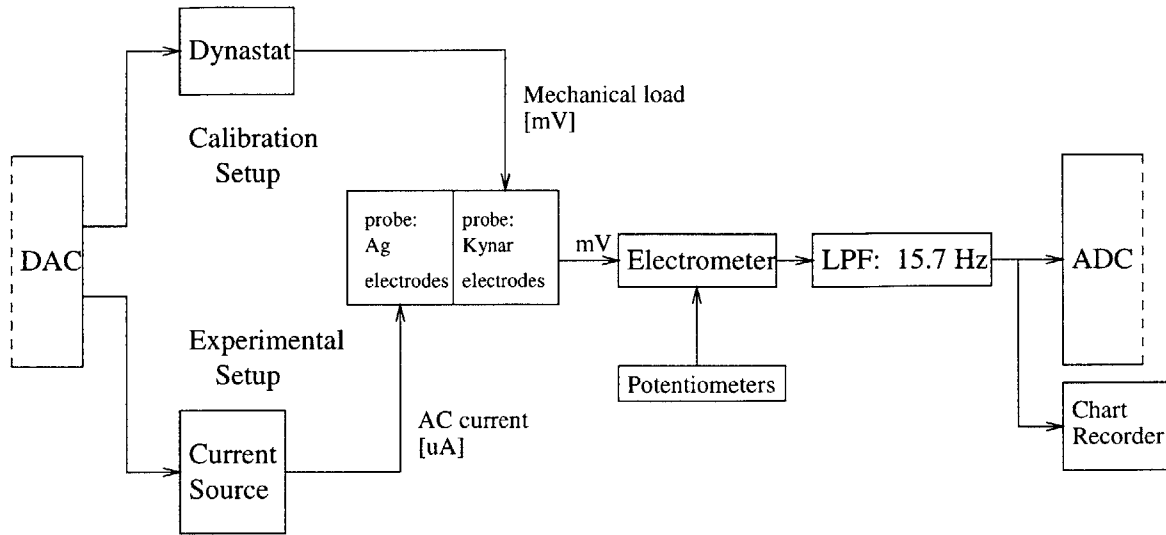 Dynastat
Mechanical load
[mV]
Calibration
Setup
DAC
probe:
Ag
electrodes
probe:
Kynar
electrodes
mV
Electrometer
LPF: 15.7 Hz
ADC
Experimental
Setup
Potentiometers
AC current
[uA]
Current
Source
Chart
Recorder